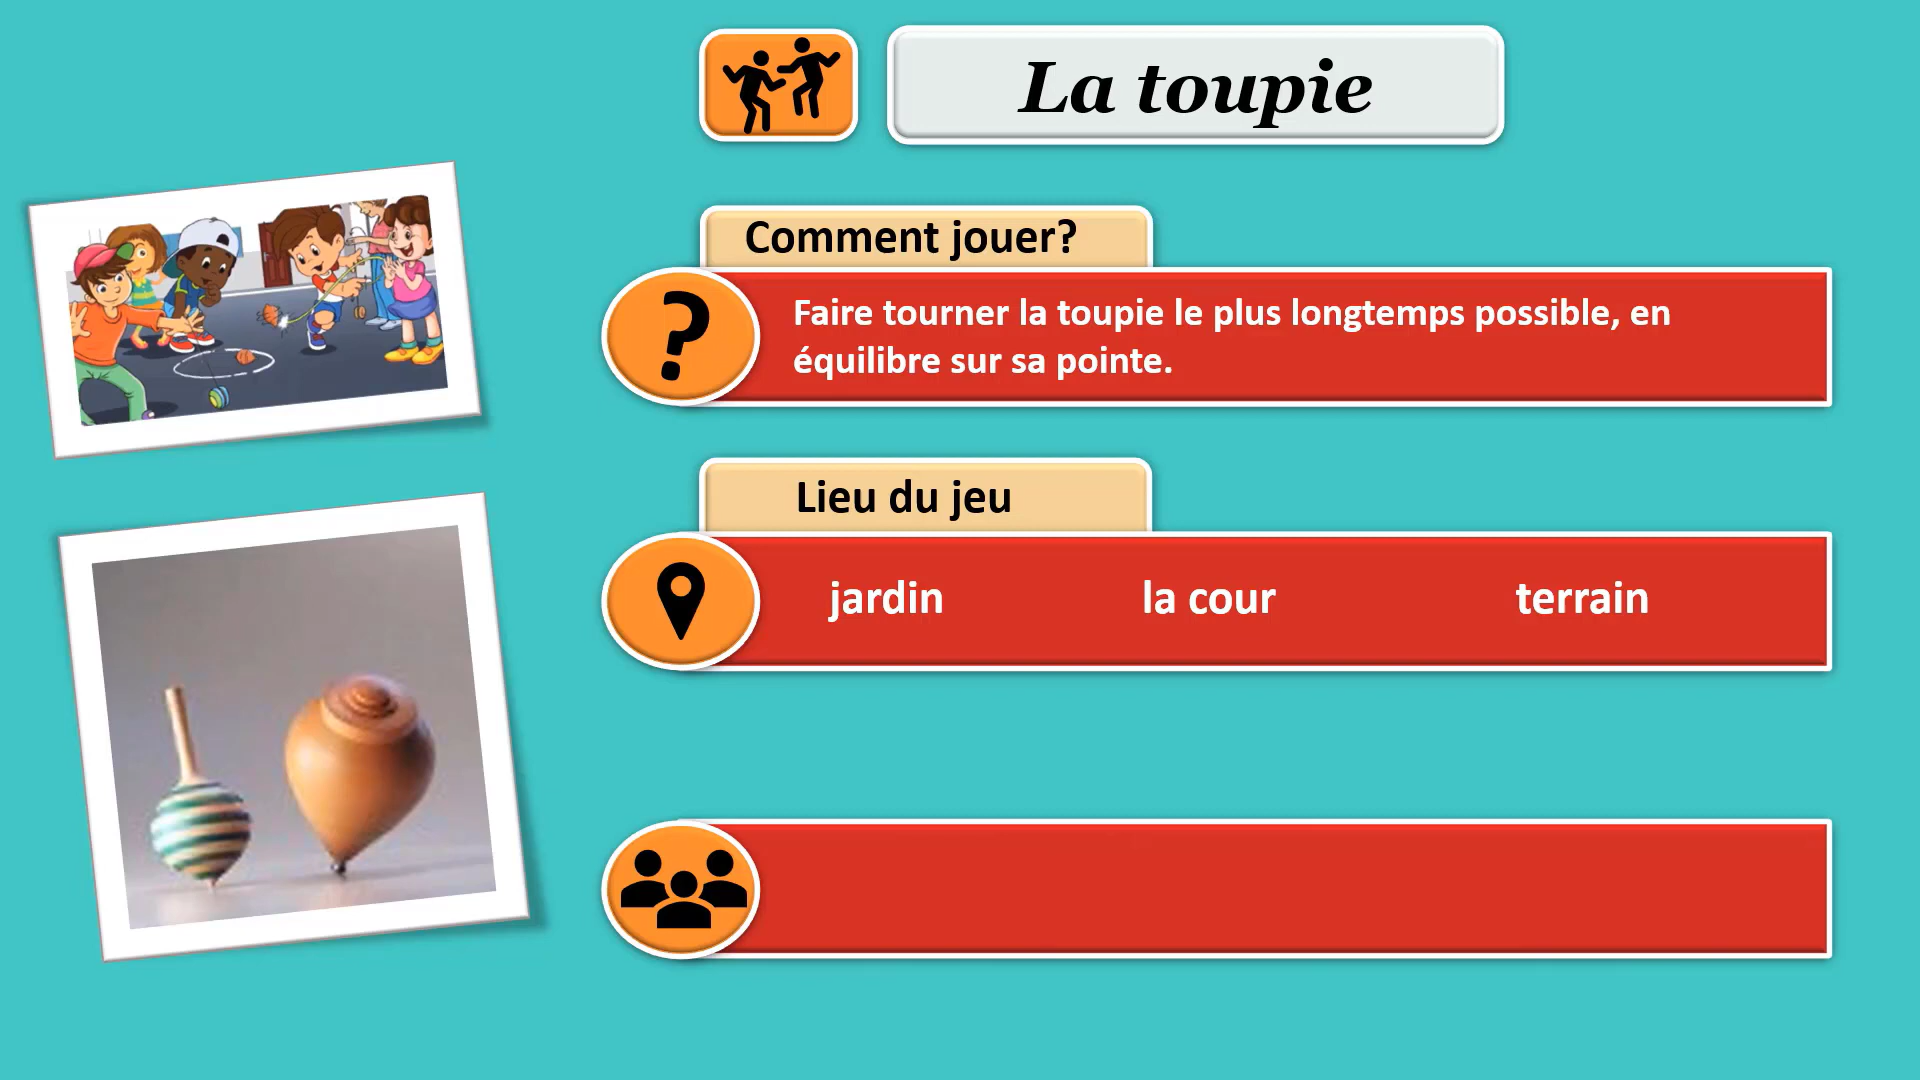 La toupie
Comment jouer?
Faire tourner la toupie le plus longtemps possible, en
équilibre sur sa pointe.
Lieu du jeu
jardin la cour terrain